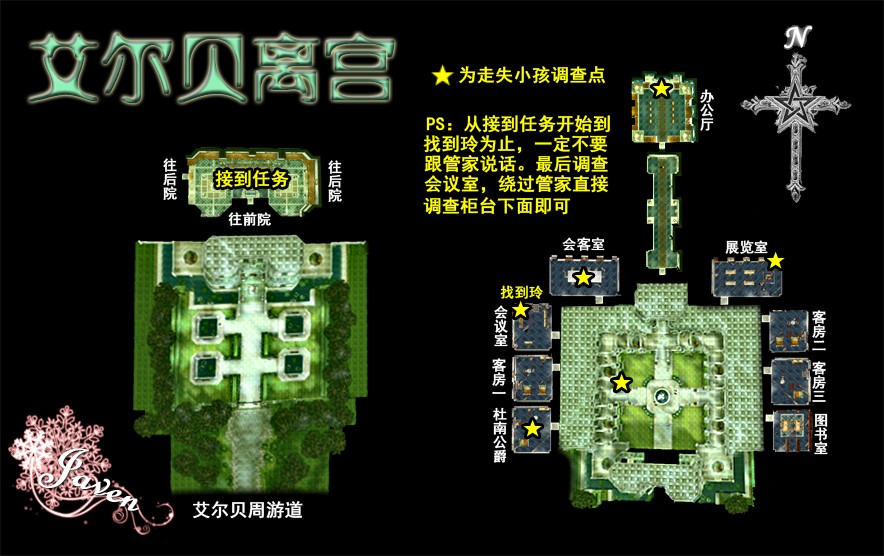 艾尔贝离宫
N
★为走失小孩调查点
PS：从接到任务开始到
找到玲为止，一定不要
跟管家说话。最后调查
会议室，绕过管家直接
调查柜台下面即可
办公厅
往后院
接到任务
往后院
往前院
会客室
展览室
找到玲
会议室
客房二
客房一
客房三
杜南公爵
图书室
Javen
艾尔贝周游道